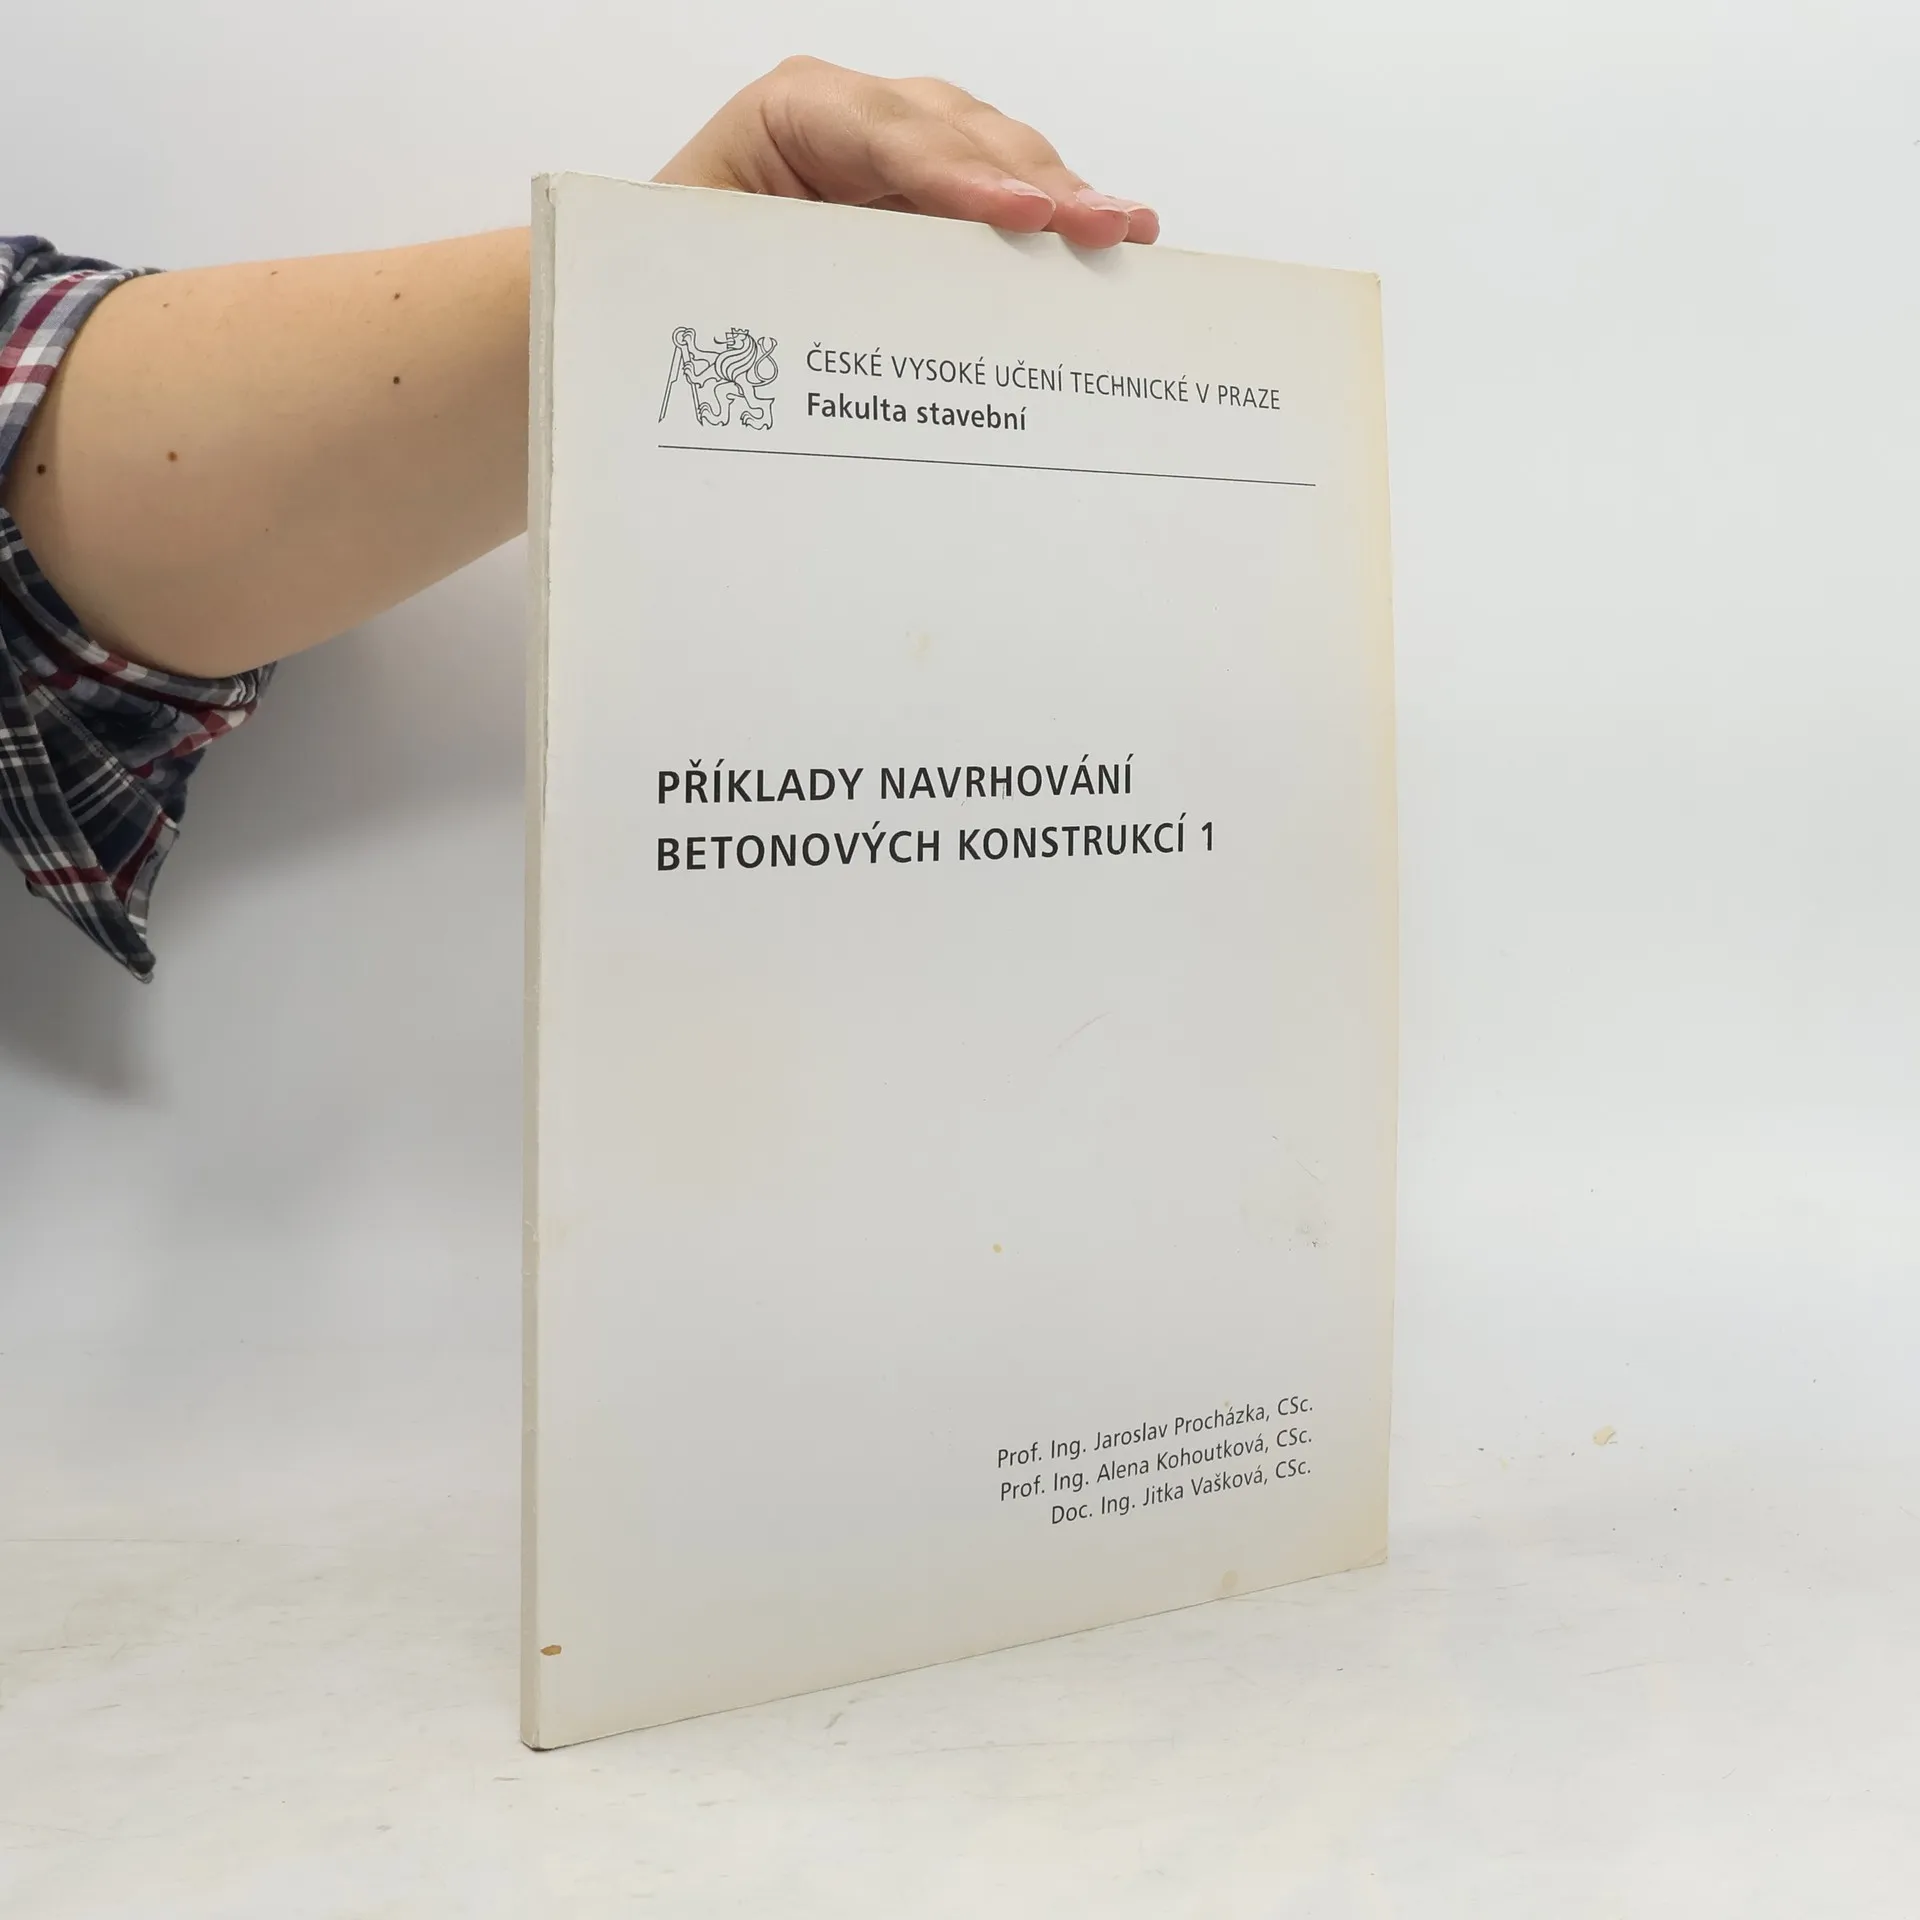 ČESKÉ VYSOKÉ UČENÍ TECHNICKÉ V PRAZE
Fakulta stavební
PŘÍKLADY NAVRHOVÁNÍ
BETONOVÝCH KONSTRUKCÍ 1
Prof. Ing. Jaroslav Procházka, CSc.
Prof. Ing. Alena Kohoutková, CSc.
Doc. Ing. Jitka Vašková, CSc.